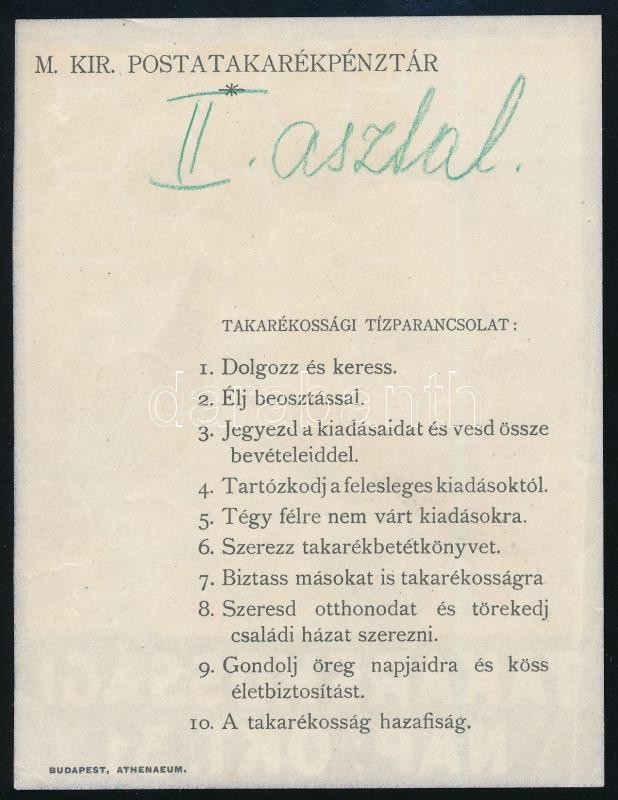 M. KIR. POSTATAKARÉKPÉNZTÁR
II. asztal.
TAKARÉKOSSÁGI TÍZPARANCSOLAT:
1. Dolgozz és keress.
2. Élj beosztással.
3. Jegyezd a kiadásaidat és vesd össze
bevételeiddel.
4. Tartózkodj a felesleges kiadásoktól.
5. Tégy félre nem várt kiadásokra.
6. Szerezz takarékbetétkönyvet.
7. Biztass másokat is takarékosságra
8. Szeresd otthonodat és törekedj
családi házat szerezni.
9. Gondolj öreg napjaidra és köss
életbiztosítást.
10. A takarékosság hazafiság.
BUDAPEST, ATHENAEUM.
darabanth